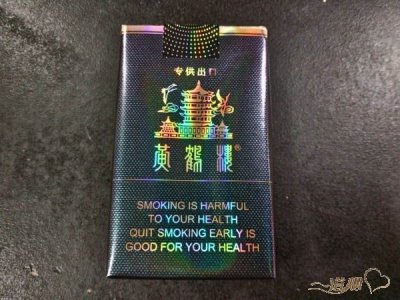 专供出口
黄鹤楼®
SMOKING IS HARMFUL
TO YOUR HEALTH
QUIT SMOKING EARLY IS
GOOD FOR YOUR HEALTH